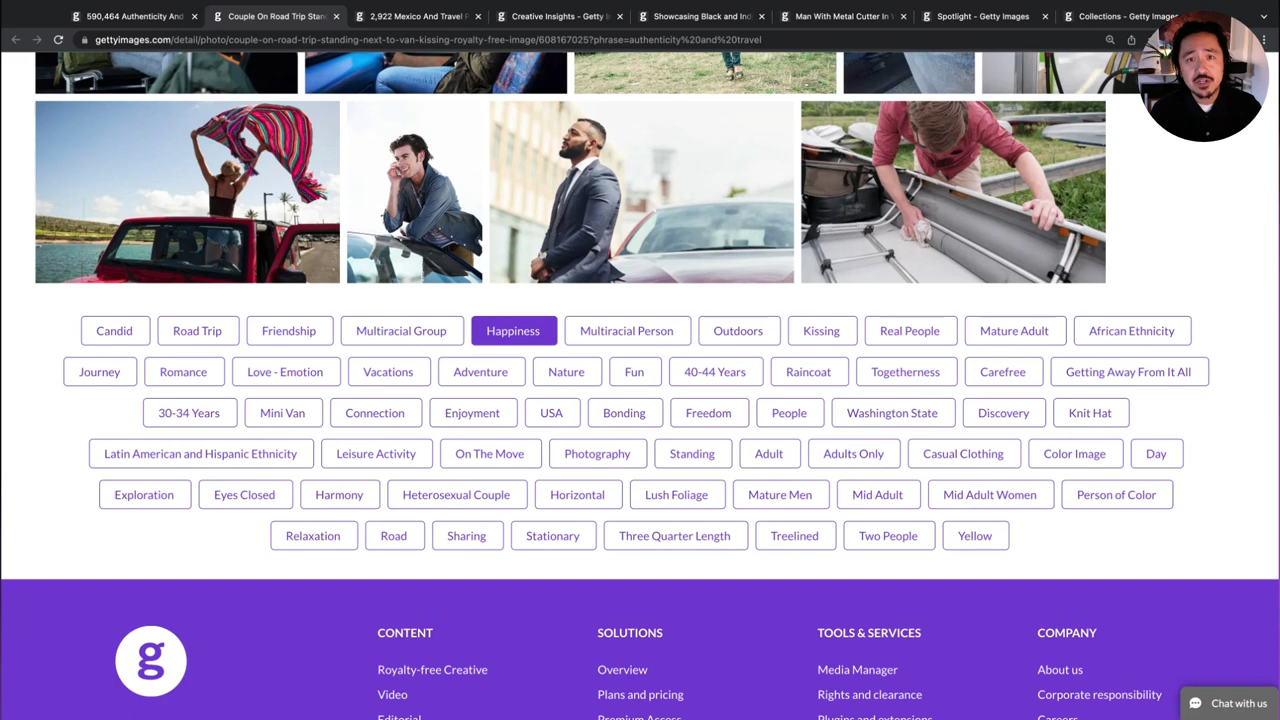 590,464 Authenticity And
Couple On Road Trip Stan
2,922 Mexico And Travel P
Creative Insights - Getty I
Showcasing Black and Ind
Man With Metal Cutter In
Spotlight - Getty Images
Collections - Getty Images
gettyimages.com/detail/photo/couple-on-road-trip-standing-next-to-van-kissing-royalty-free-image/608167025?phrase=authenticity%20and%20travel
Candid Road Trip Friendship Multiracial Group Happiness Multiracial Person Outdoors Kissing Real People Mature Adult African Ethnicity
Journey Romance Love - Emotion Vacations Adventure Nature Fun 40-44 Years Raincoat Togetherness Carefree Getting Away From It All
30-34 Years Mini Van Connection Enjoyment USA Bonding Freedom People Washington State Discovery Knit Hat
Latin American and Hispanic Ethnicity Leisure Activity On The Move Photography Standing Adult Adults Only Casual Clothing Color Image Day
Exploration Eyes Closed Harmony Heterosexual Couple Horizontal Lush Foliage Mature Men Mid Adult Mid Adult Women Person of Color
Relaxation Road Sharing Stationary Three Quarter Length Treelined Two People Yellow
g
CONTENT
Royalty-free Creative
Video
Editorial
SOLUTIONS
Overview
Plans and pricing
Premium Access
TOOLS & SERVICES
Media Manager
Rights and clearance
Plugins and extensions
COMPANY
About us
Corporate responsibility
Careers
Chat with us